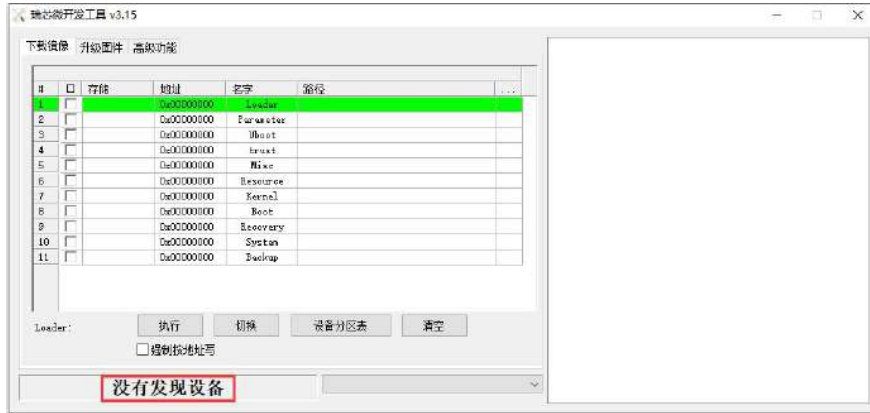 瑞芯微开发工具 v3.15
下载镜像 升级固件 高级功能
# 口 存储 地址 名字 路径 ...
1 0x00000000 Loader
2 0x00000000 Parameter
3 0x00000000 Uboot
4 0x00000000 trust
5 0x00000000 Misc
6 0x00000000 Resource
7 0x00000000 Kernel
8 0x00000000 Boot
9 0x00000000 Recovery
10 0x00000000 System
11 0x00000000 Backup
Loader: 执行 切换 设备分区表 清空
强制按地址写
没有发现设备